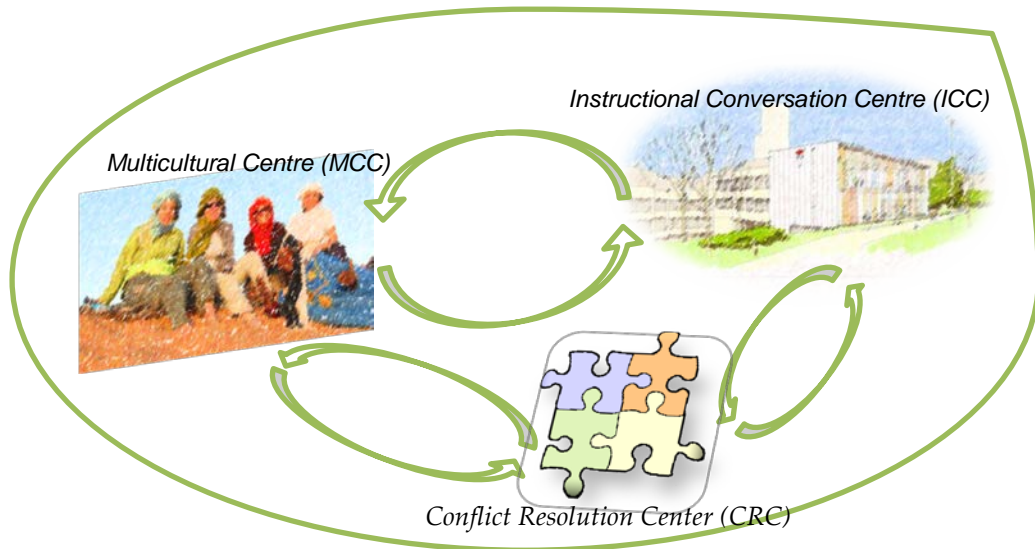 Instructional Conversation Centre (ICC)
Multicultural Centre (MCC)
Conflict Resolution Center (CRC)